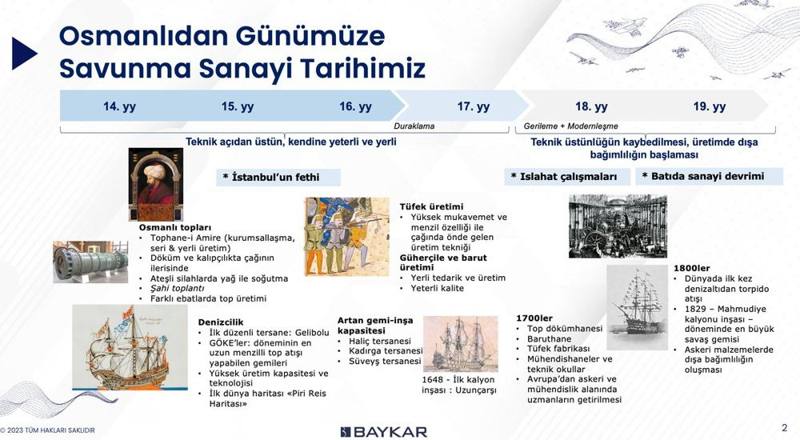 Osmanlıdan Günümüze
Savunma Sanayi Tarihimiz
14. yy
15. yy
16. yy
17. yy
18. yy
19. yy
Duraklama
Gerileme + Modernleşme
Teknik açıdan üstün, kendine yeterli ve yerli
Teknik üstünlüğün kaybedilmesi, üretimde dışa
bağımlılığın başlaması
* İstanbul'un fethi
* Islahat çalışmaları
* Batıda sanayi devrimi
Osmanlı topları
• Tophane-i Amire (kurumsallaşma,
seri & yerli üretim)
• Döküm ve kalıpçılıkta çağının
ilerisinde
• Ateşli silahlarda yağ ile soğutma
• Şahi toplantı
• Farklı ebatlarda top üretimi
Tüfek üretimi
• Yüksek mukavemet ve
menzil özelliği ile
çağında önde gelen
üretim tekniği
Güherçile ve barut
üretimi
• Yerli tedarik ve üretim
• Yeterli kalite
Denizcilik
• İlk düzenli tersane: Gelibolu
• GÖKE'ler: döneminin en
uzun menzilli top atışı
yapabilen gemileri
• Yüksek üretim kapasitesi ve
teknolojisi
• İlk dünya haritası «Piri Reis
Haritası»
Artan gemi-inşa
kapasitesi
• Haliç tersanesi
• Kadırga tersanesi
• Süveyş tersanesi
1648 - İlk kalyon
inşası : Uzunçarşı
1700ler
• Top dökümhanesi
• Baruthane
• Tüfek fabrikası
• Mühendishaneler ve
teknik okullar
• Avrupa'dan askeri ve
mühendislik alanında
uzmanların getirilmesi
1800ler
• Dünyada ilk kez
denizaltından torpido
atışı
• 1829 – Mahmudiye
kalyonu inşası –
döneminde en büyük
savaş gemisi
• Askeri malzemelerde
dışa bağımlılığın
oluşması
© 2023 TÜM HAKLARI SAKLIDIR
BAYKAR
2